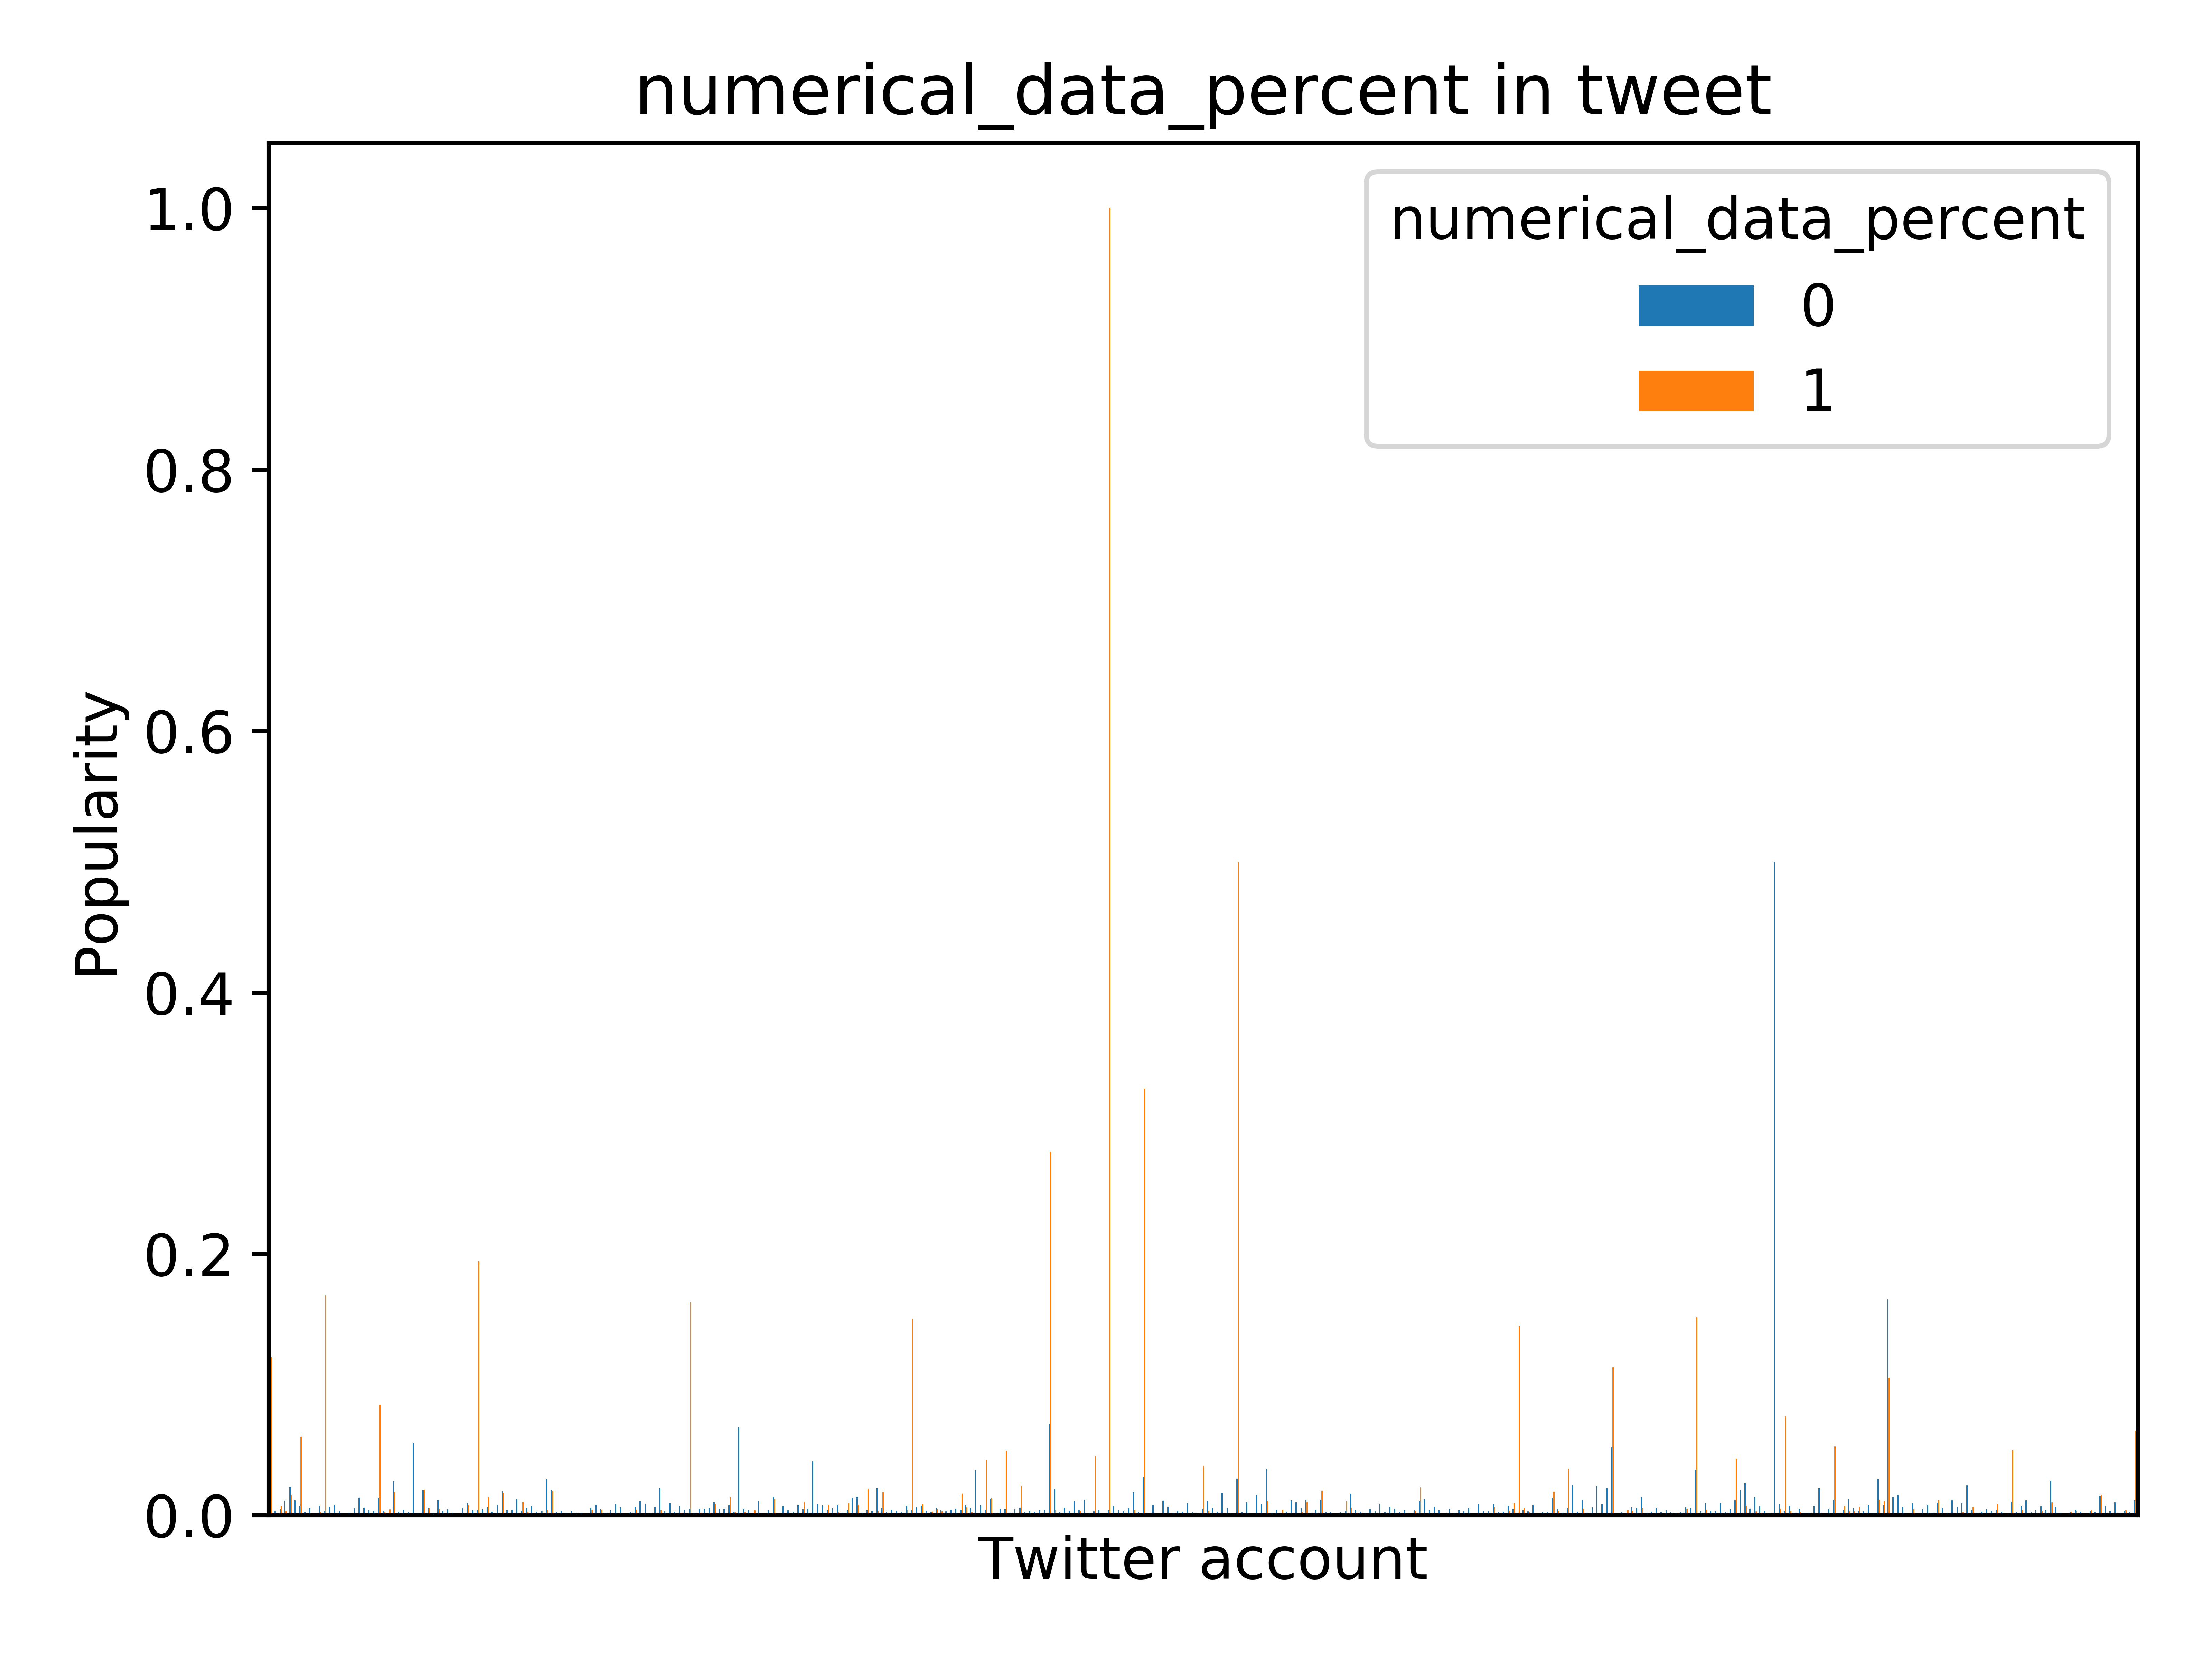 numerical_data_percent in tweet
numerical_data_percent
0
1
1.0
0.8
0.6
0.4
0.2
0.0
Popularity
Twitter account